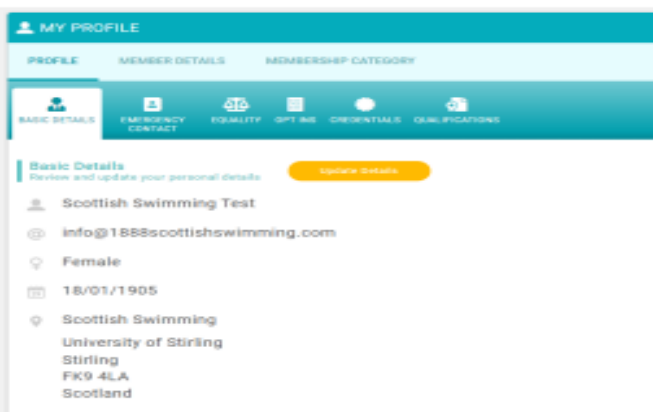 MY PROFILE
PROFILE MEMBER DETAILS MEMBERSHIP CATEGORY
BASIC DETAILS EMERGENCY CONTACT EQUALITY OPT INS CREDENTIALS QUALIFICATIONS
Basic Details
Review and update your personal details
Update Details
Scottish Swimming Test
info@1888scottishswimming.com
Female
18/01/1905
Scottish Swimming
University of Stirling
Stirling
FK9 4LA
Scotland